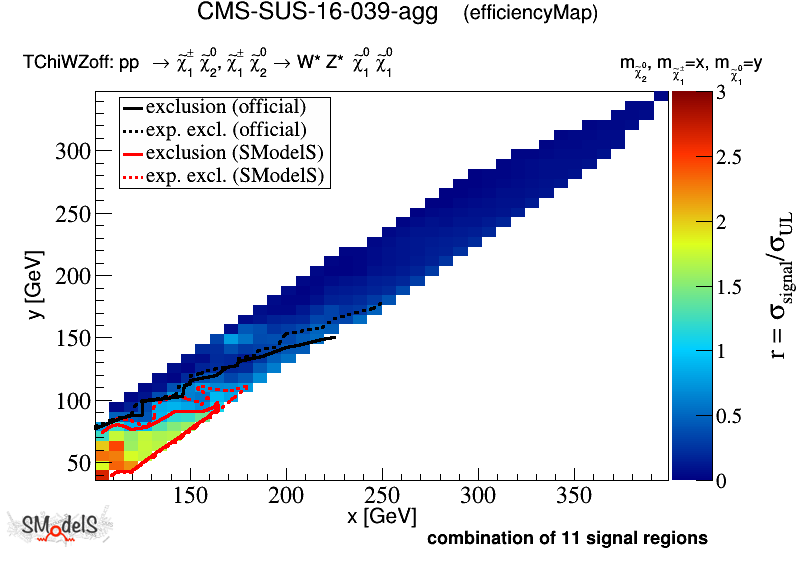 CMS-SUS-16-039-agg (efficiencyMap)
TChiWZoff: pp → χ̃₁± χ̃₂⁰, χ̃₁± χ̃₂⁰ → W* Z* χ̃₁⁰ χ̃₁⁰
m_χ̃₂⁰, m_χ̃₁±=x, m_χ̃₁⁰=y
exclusion (official)
exp. excl. (official)
exclusion (SModelS)
exp. excl. (SModelS)
y [GeV]
300
250
200
150
100
50
150 200 250 300 350
x [GeV]
3
2.5
2
1.5
1
0.5
0
r = σ_signal/σ_UL
SModelS
combination of 11 signal regions